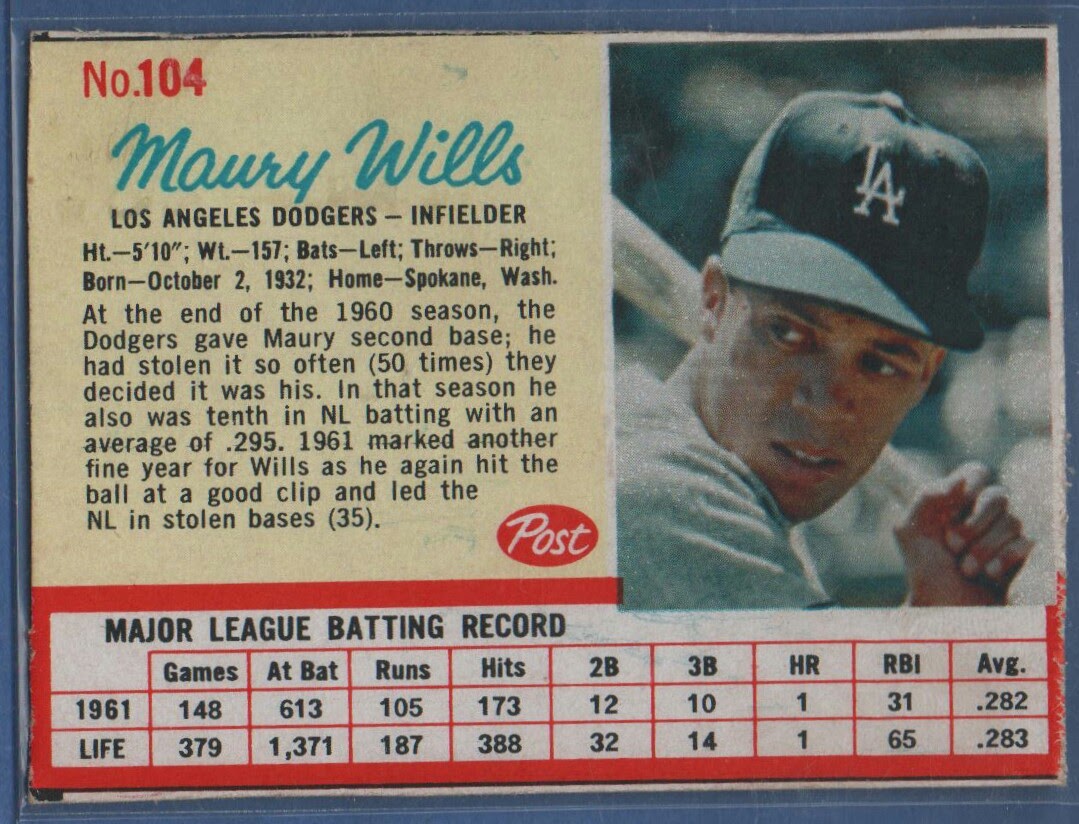 No.104
Maury Wills
LOS ANGELES DODGERS — INFIELDER
Ht.—5'10"; Wt.—157; Bats—Left; Throws—Right;
Born—October 2, 1932; Home—Spokane, Wash.
At the end of the 1960 season, the
Dodgers gave Maury second base; he
had stolen it so often (50 times) they
decided it was his. In that season he
also was tenth in NL batting with an
average of .295. 1961 marked another
fine year for Wills as he again hit the
ball at a good clip and led the
NL in stolen bases (35).
Post
LA
MAJOR LEAGUE BATTING RECORD
Games At Bat Runs Hits 2B 3B HR RBI Avg.
1961 148 613 105 173 12 10 1 31 .282
LIFE 379 1,371 187 388 32 14 1 65 .283